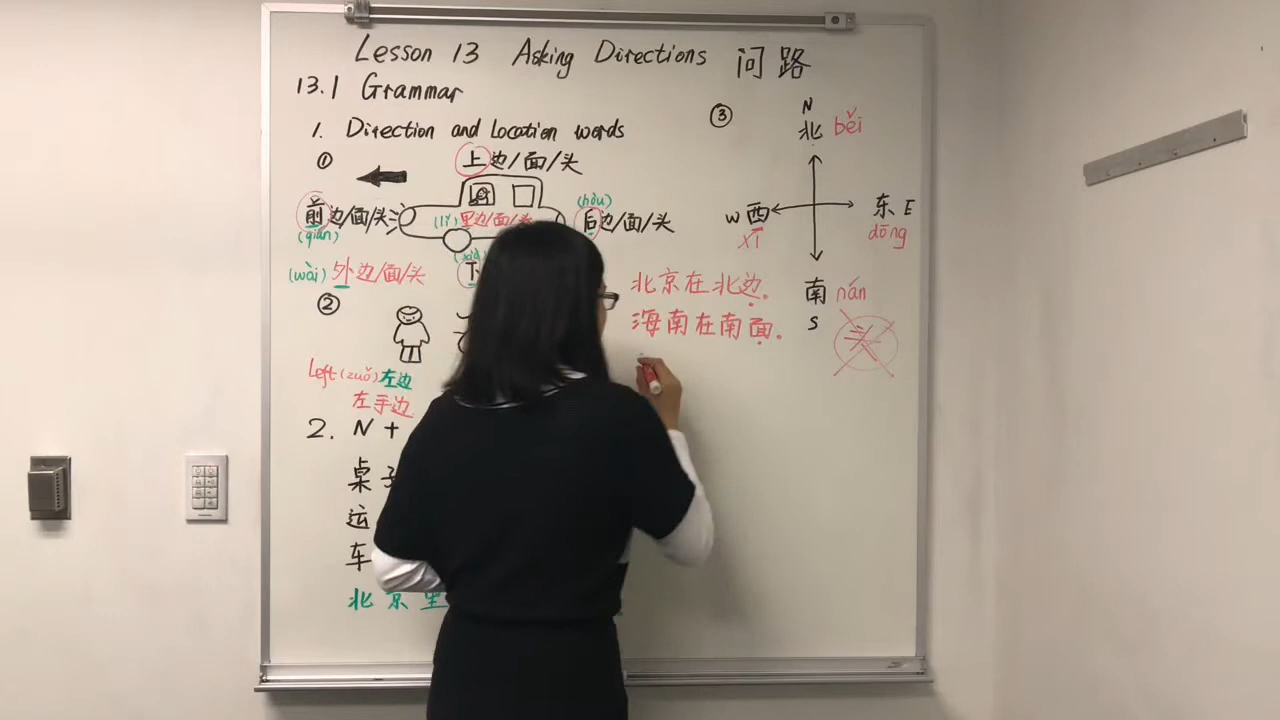 Lesson 13 Asking Directions 问路
13.1 Grammar
1. Direction and Location words
①
上边/面/头
前边/面/头
(qián)
(lǐ) 里边/面/头
(hòu)
后边/面/头
(wài) 外边/面/头
下
②
Left (zuǒ) 左边
左手边
2. N +
桌子
运
车
北京里
③
N
北 běi
W 西
xī
东 E
dōng
南 nán
S
头
北京在北边。
海南在南面。